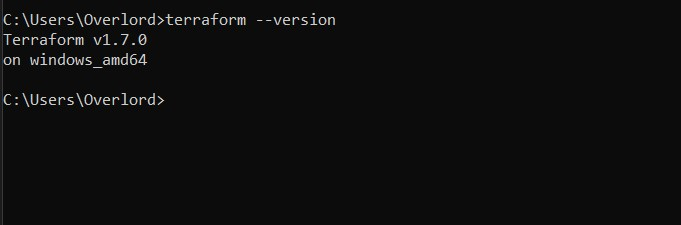 C:\Users\Overlord>terraform --version
Terraform v1.7.0
on windows_amd64
C:\Users\Overlord>